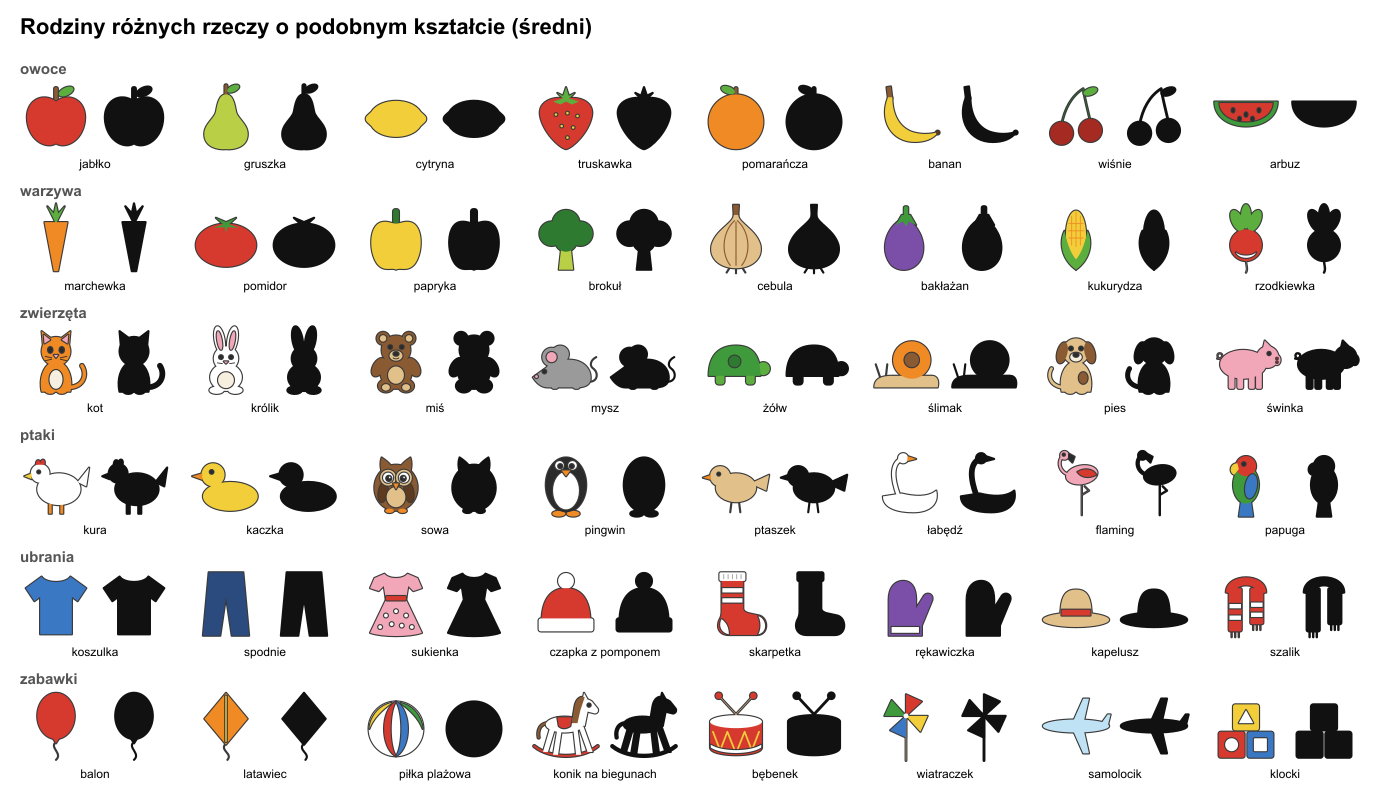 Rodziny różnych rzeczy o podobnym kształcie (średni)
owoce
jabłko gruszka cytryna truskawka pomarańcza banan wiśnie arbuz
warzywa
marchewka pomidor papryka brokuł cebula bakłażan kukurydza rzodkiewka
zwierzęta
kot królik miś mysz żółw ślimak pies świnka
ptaki
kura kaczka sowa pingwin ptaszek łabędź flaming papuga
ubrania
koszulka spodnie sukienka czapka z pomponem skarpetka rękawiczka kapelusz szalik
zabawki
balon latawiec piłka plażowa konik na biegunach bębenek wiatraczek samolocik klocki